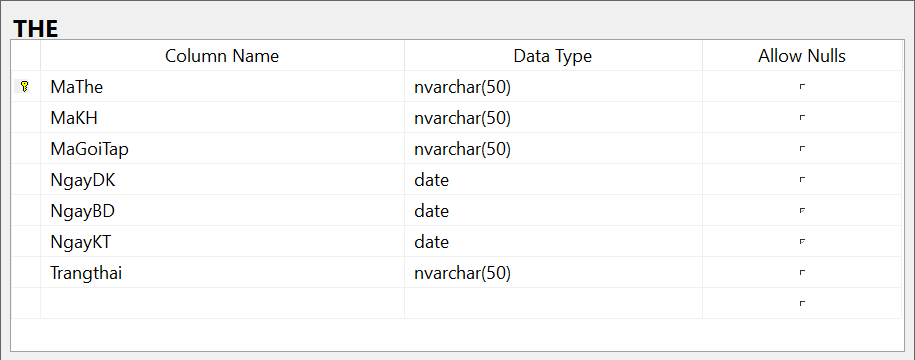 THE
Column Name Data Type Allow Nulls
MaThe nvarchar(50)
MaKH nvarchar(50)
MaGoiTap nvarchar(50)
NgayDK date
NgayBD date
NgayKT date
Trangthai nvarchar(50)